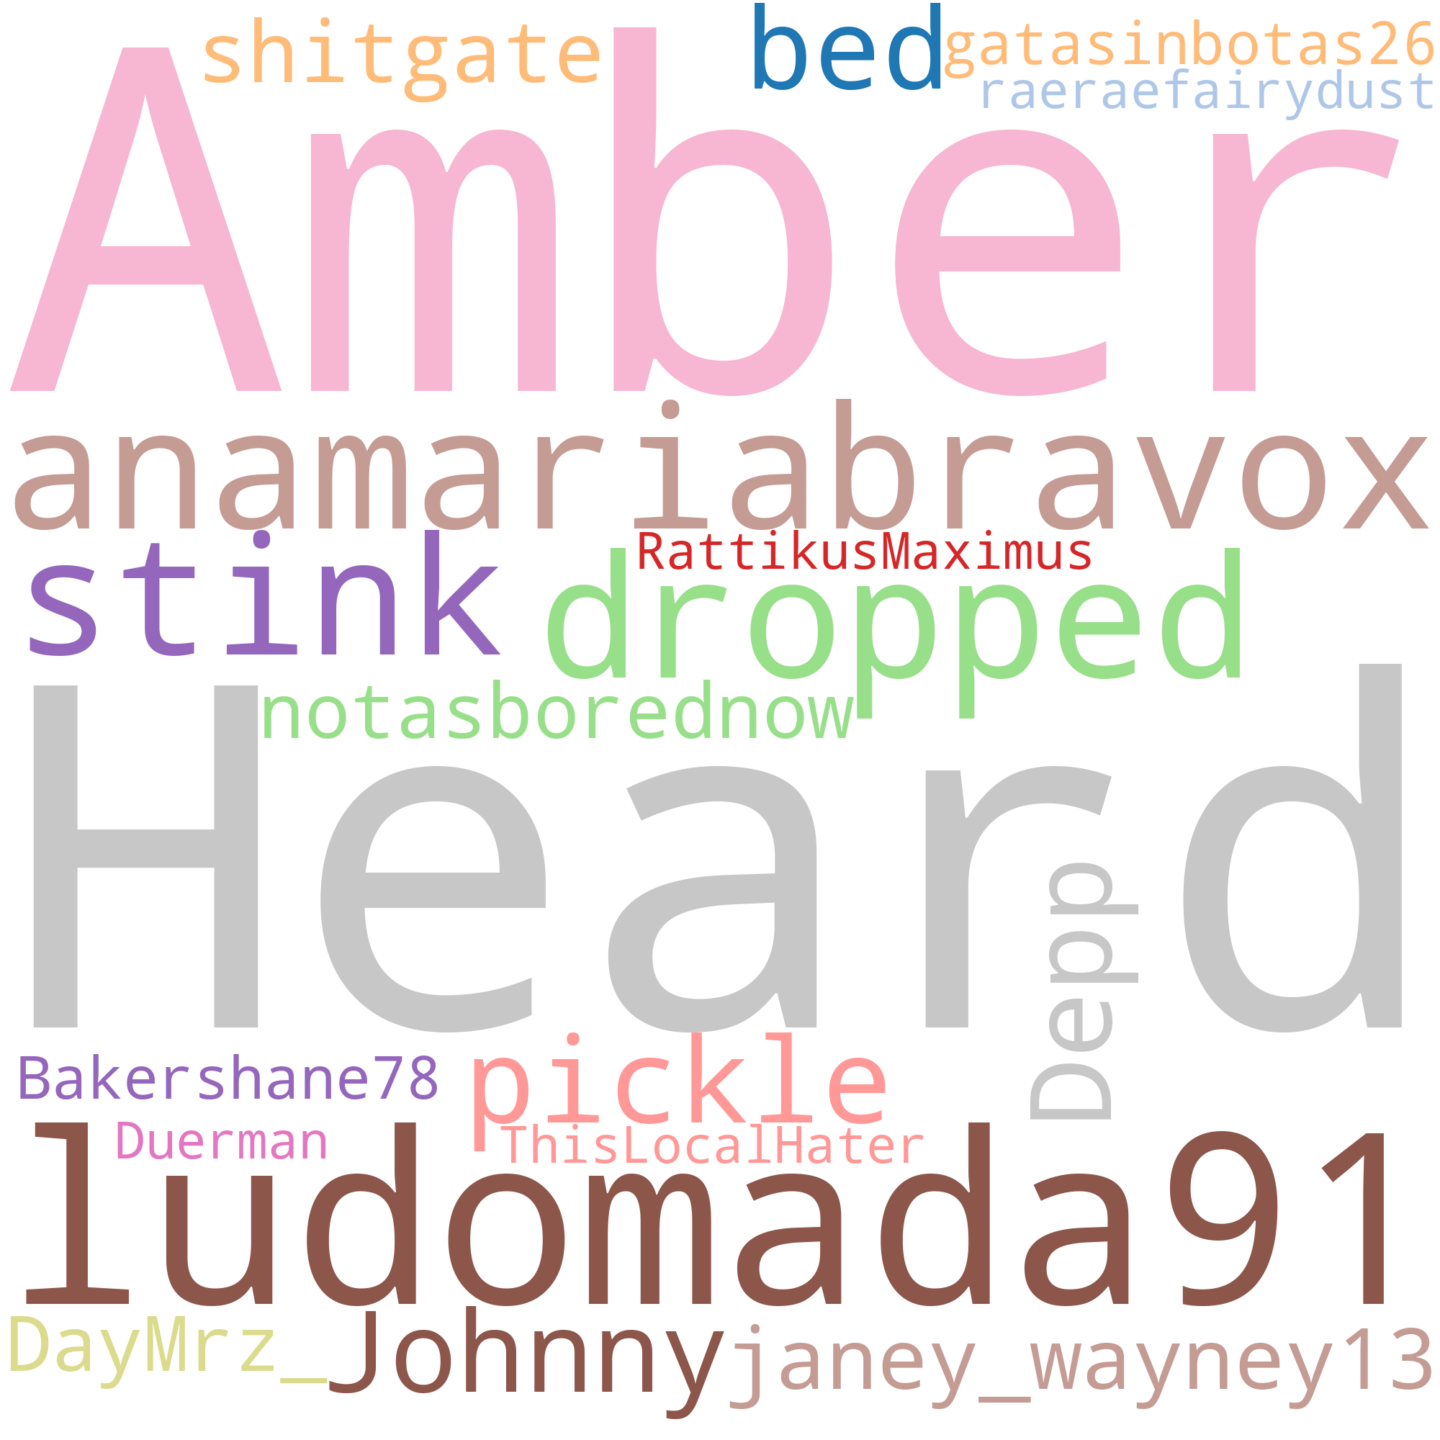 shitgate
bed
gatasinbotas26
raeraefairydust
Amber
anamariabravox
stink
RattikusMaximus
dropped
notasborednow
Heard
Depp
Bakershane78
pickle
Duerman
ThisLocalHater
ludomada91
DayMrz_
Johnny
janey_wayney13